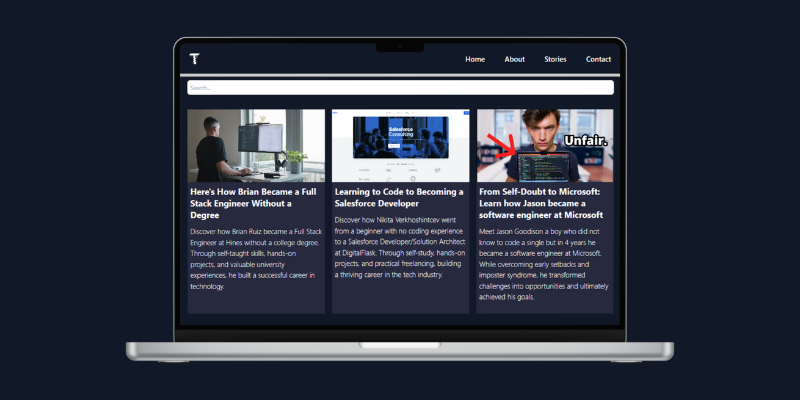 T
Home About Stories Contact
Search...
Salesforce
Consulting
Unfair.
Here's How Brian Became a Full
Stack Engineer Without a
Degree
Discover how Brian Ruiz became a Full Stack
Engineer at Hines without a college degree.
Through self-taught skills, hands-on
projects, and valuable university
experiences, he built a successful career in
technology.
Learning to Code to Becoming a
Salesforce Developer
Discover how Nikita Verkhoshintcev went
from a beginner with no coding experience
to a Salesforce Developer/Solution Architect
at DigitalFlask. Through self-study, hands-on
projects, and practical freelancing, building
a thriving career in the tech industry.
From Self-Doubt to Microsoft:
Learn how Jason became a
software engineer at Microsoft
Meet Jason Goodison a boy who did not
know to code a single but in 4 years he
became a software engineer at Microsoft.
While overcoming early setbacks and
imposter syndrome, he transformed
challenges into opportunities and ultimately
achieved his goals.